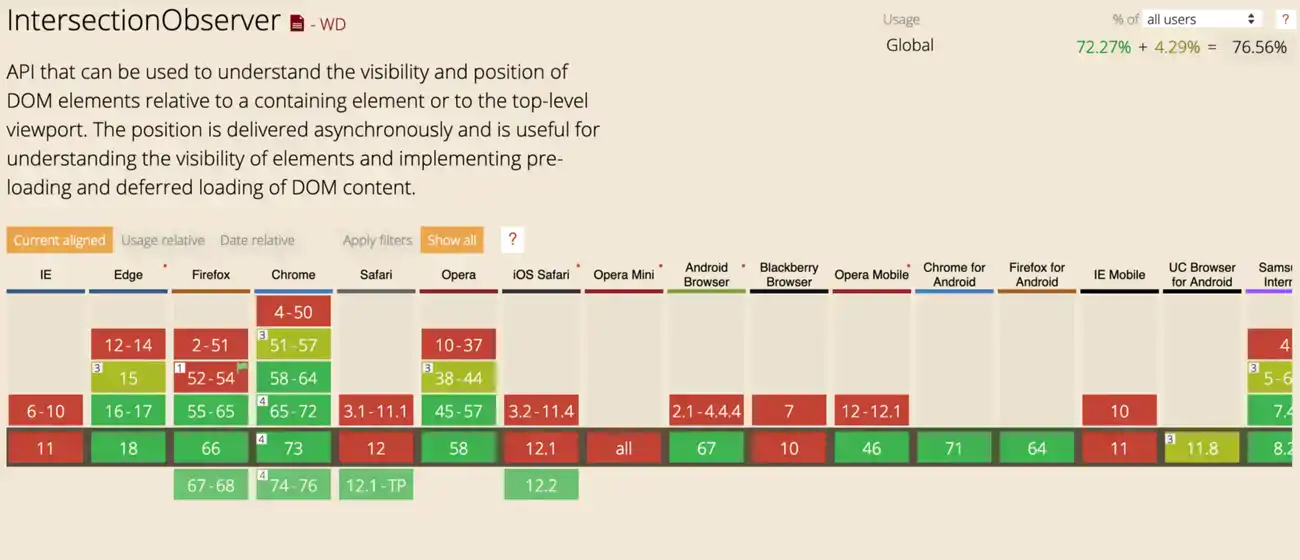 IntersectionObserver - WD
Usage % of all users ?
Global 72.27% + 4.29% = 76.56%
API that can be used to understand the visibility and position of
DOM elements relative to a containing element or to the top-level
viewport. The position is delivered asynchronously and is useful for
understanding the visibility of elements and implementing pre-
loading and deferred loading of DOM content.
Current aligned Usage relative Date relative Apply filters Show all ?
IE Edge * Firefox Chrome Safari Opera iOS Safari * Opera Mini * Android Browser * Blackberry Browser Opera Mobile * Chrome for Android Firefox for Android IE Mobile UC Browser for Android
4-50
12-14 2-51 3 51-57 10-37 4
3 15 1 52-54 58-64 3 38-44 3 5-6
6-10 16-17 55-65 4 65-72 3.1-11.1 45-57 3.2-11.4 2.1-4.4.4 7 12-12.1 10 7.4
11 18 66 4 73 12 58 12.1 all 67 10 46 71 64 11 3 11.8 8.2
67-68 4 74-76 12.1-TP 12.2